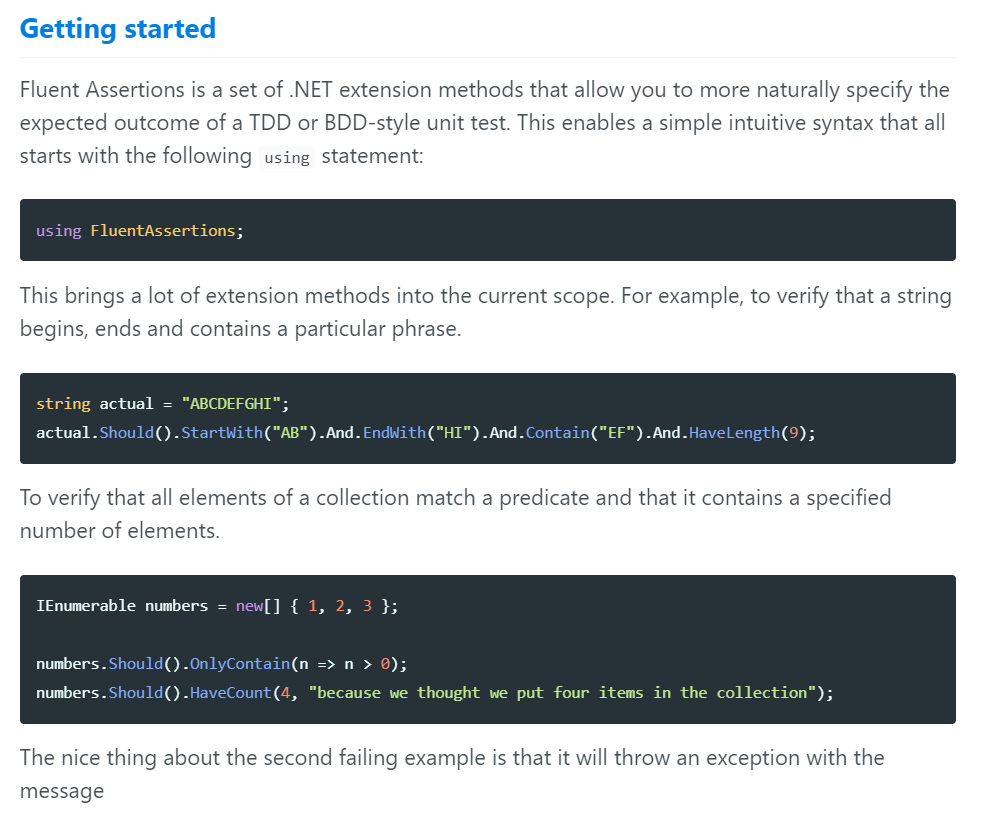 Getting started
Fluent Assertions is a set of .NET extension methods that allow you to more naturally specify the
expected outcome of a TDD or BDD-style unit test. This enables a simple intuitive syntax that all
starts with the following using statement:
using FluentAssertions;
This brings a lot of extension methods into the current scope. For example, to verify that a string
begins, ends and contains a particular phrase.
string actual = "ABCDEFGHI";
actual.Should().StartWith("AB").And.EndWith("HI").And.Contain("EF").And.HaveLength(9);
To verify that all elements of a collection match a predicate and that it contains a specified
number of elements.
IEnumerable numbers = new[] { 1, 2, 3 };
numbers.Should().OnlyContain(n => n > 0);
numbers.Should().HaveCount(4, "because we thought we put four items in the collection");
The nice thing about the second failing example is that it will throw an exception with the
message